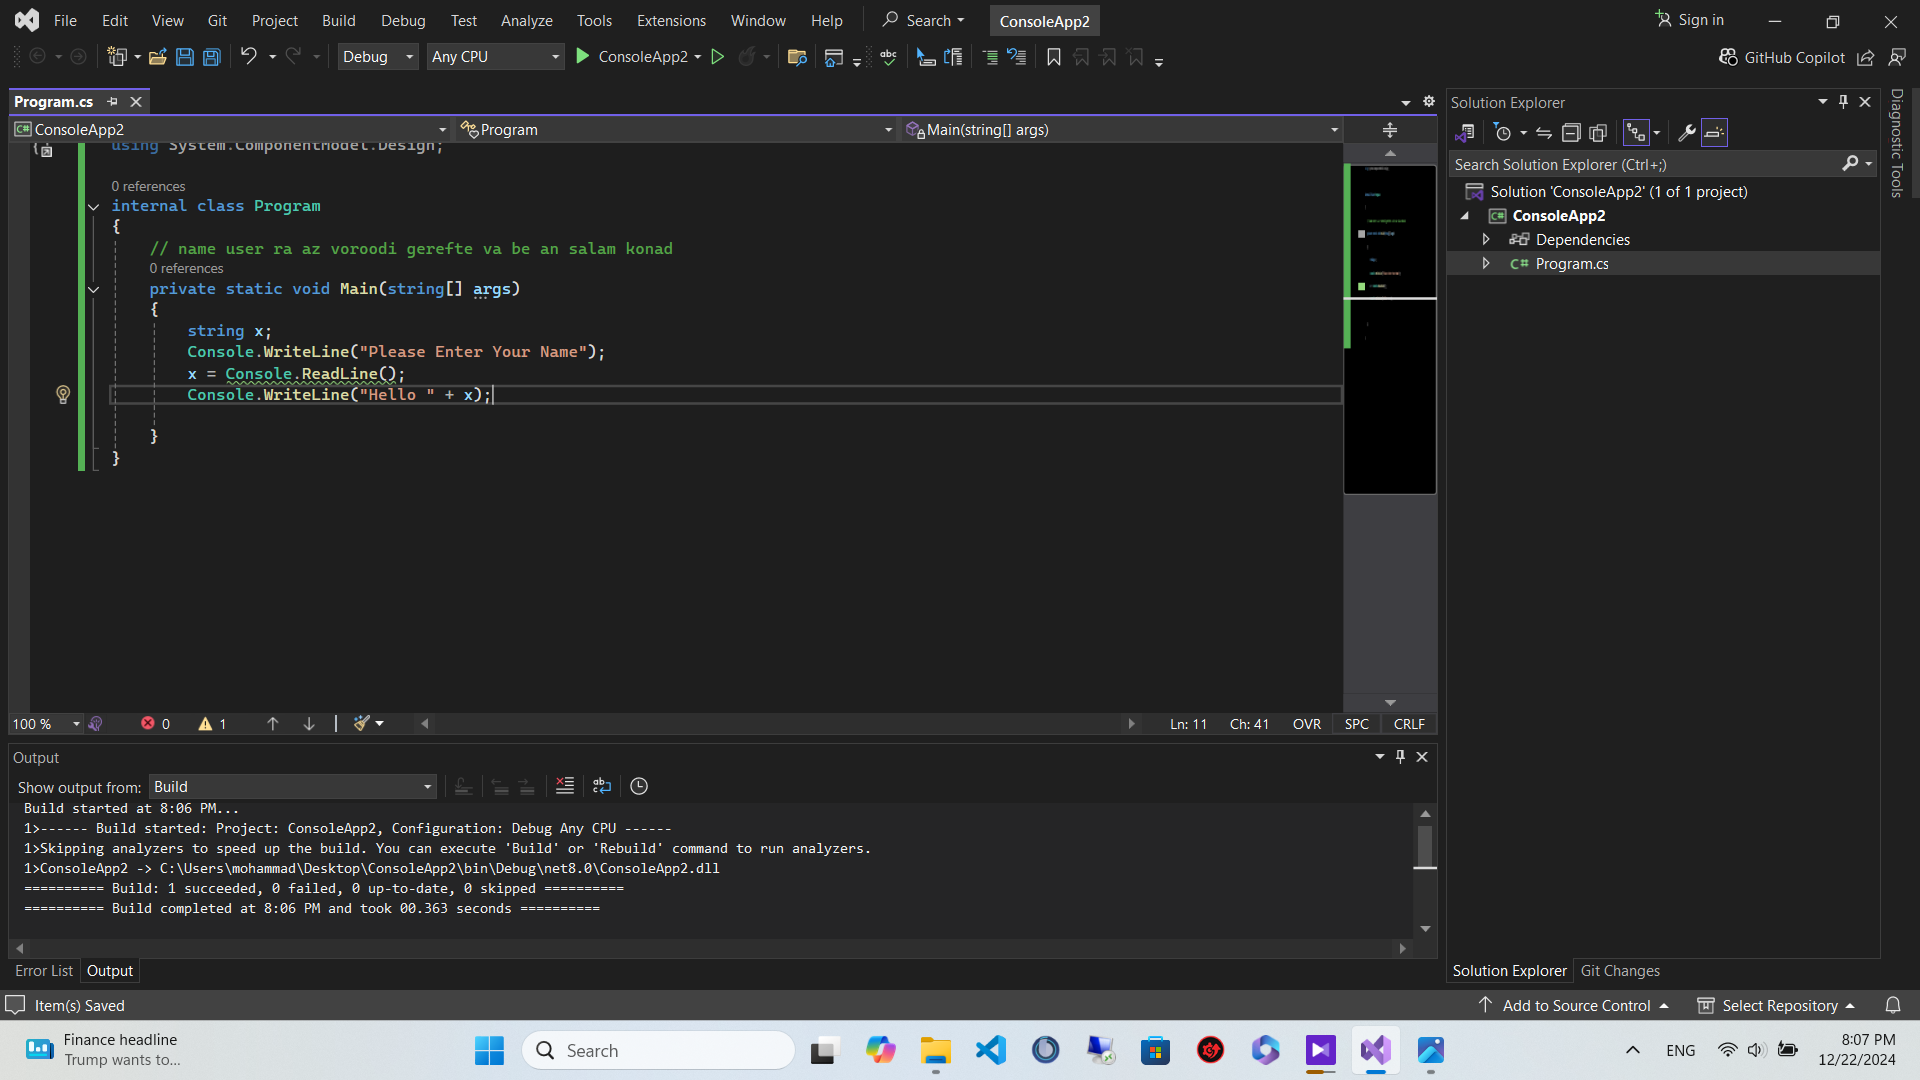 File Edit View Git Project Build Debug Test Analyze Tools Extensions Window Help Search ConsoleApp2 Sign in
Debug Any CPU ConsoleApp2 GitHub Copilot
Program.cs
ConsoleApp2 Program Main(string[] args)
using System.ComponentModel.Design;
0 references
internal class Program
{
// name user ra az voroodi gerefte va be an salam konad
0 references
private static void Main(string[] args)
{
string x;
Console.WriteLine("Please Enter Your Name");
x = Console.ReadLine();
Console.WriteLine("Hello " + x);
}
}
100 % 0 1 Ln: 11 Ch: 41 OVR SPC CRLF
Output
Show output from: Build
Build started at 8:06 PM...
1>------ Build started: Project: ConsoleApp2, Configuration: Debug Any CPU ------
1>Skipping analyzers to speed up the build. You can execute 'Build' or 'Rebuild' command to run analyzers.
1>ConsoleApp2 -> C:\Users\mohammad\Desktop\ConsoleApp2\bin\Debug\net8.0\ConsoleApp2.dll
========== Build: 1 succeeded, 0 failed, 0 up-to-date, 0 skipped ==========
========== Build completed at 8:06 PM and took 00.363 seconds ==========
Error List Output
Solution Explorer
Search Solution Explorer (Ctrl+;)
Solution 'ConsoleApp2' (1 of 1 project)
ConsoleApp2
Dependencies
C# Program.cs
Solution Explorer Git Changes
Diagnostic Tools
Item(s) Saved Add to Source Control Select Repository
Finance headline
Trump wants to...
Search
ENG
8:07 PM
12/22/2024